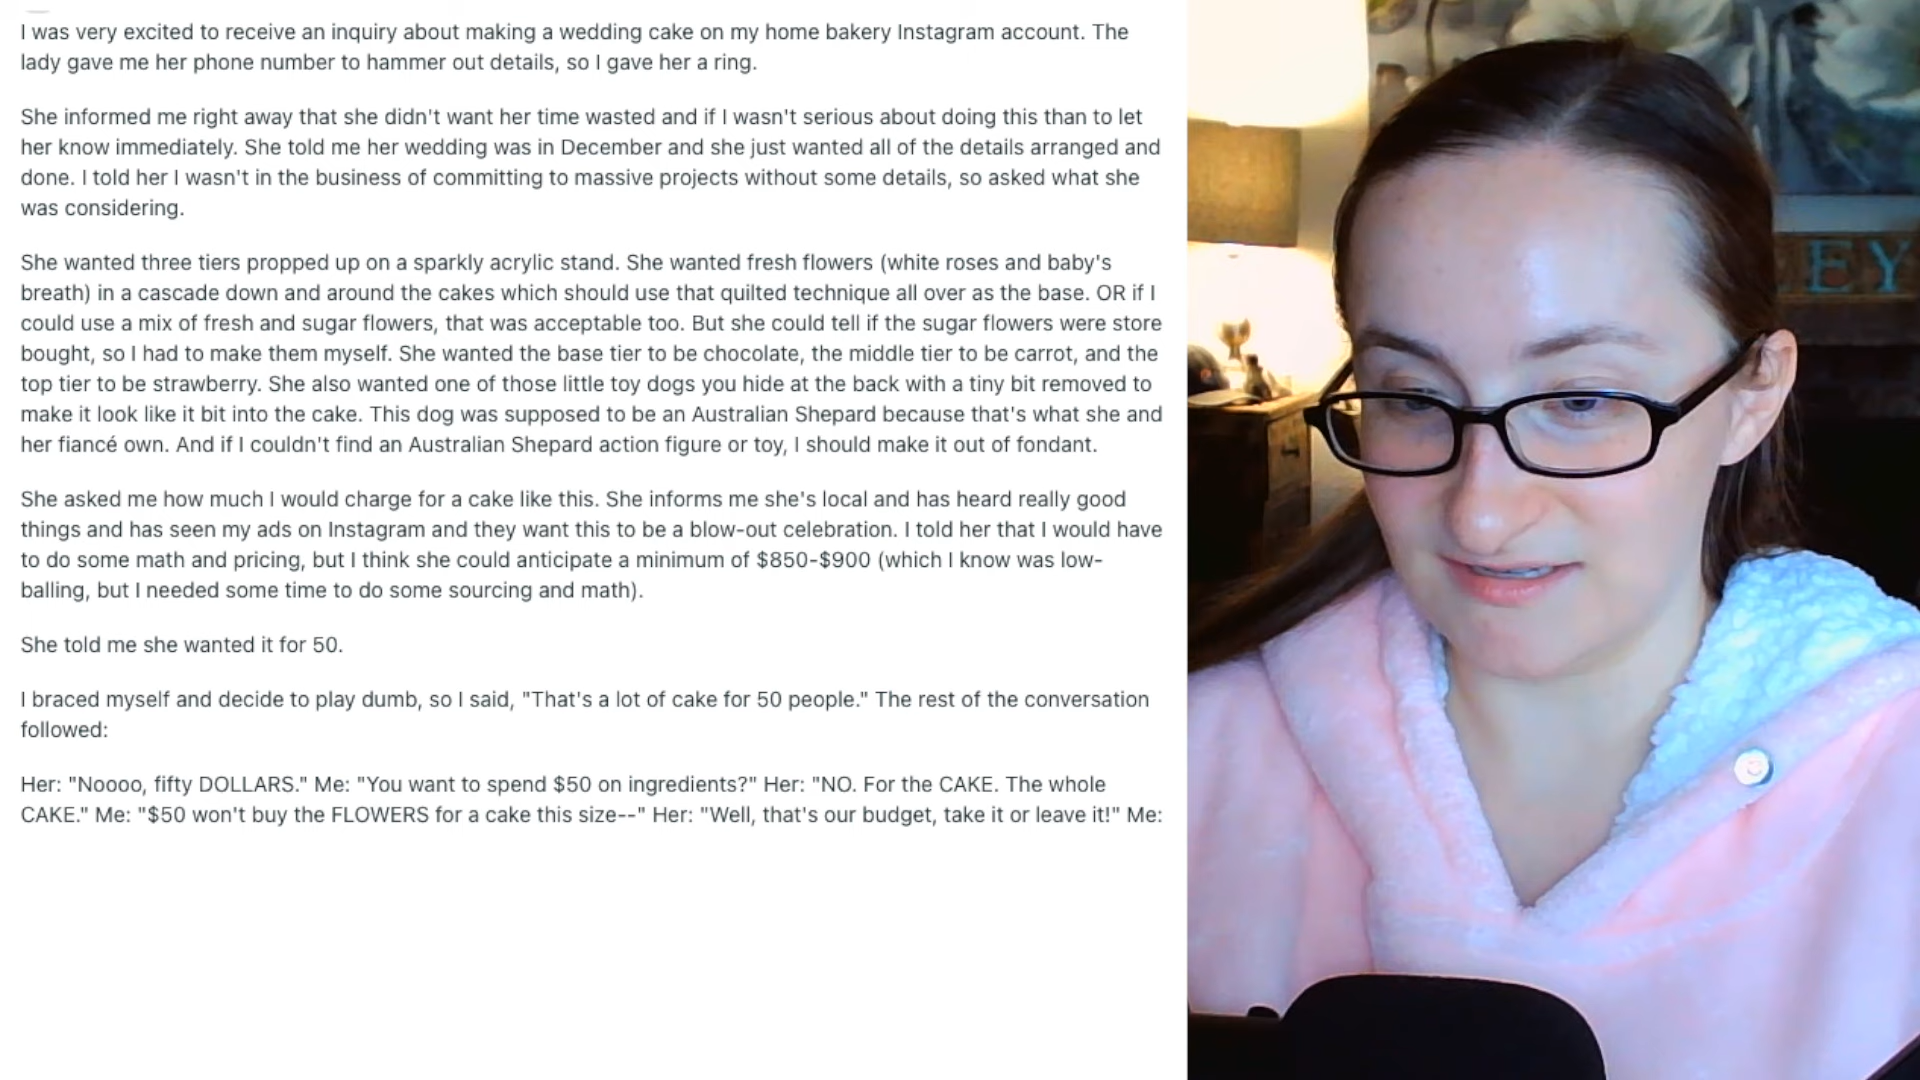 I was very excited to receive an inquiry about making a wedding cake on my home bakery Instagram account. The
lady gave me her phone number to hammer out details, so I gave her a ring.
She informed me right away that she didn't want her time wasted and if I wasn't serious about doing this than to let
her know immediately. She told me her wedding was in December and she just wanted all of the details arranged and
done. I told her I wasn't in the business of committing to massive projects without some details, so asked what she
was considering.
She wanted three tiers propped up on a sparkly acrylic stand. She wanted fresh flowers (white roses and baby's
breath) in a cascade down and around the cakes which should use that quilted technique all over as the base. OR if I
could use a mix of fresh and sugar flowers, that was acceptable too. But she could tell if the sugar flowers were store
bought, so I had to make them myself. She wanted the base tier to be chocolate, the middle tier to be carrot, and the
top tier to be strawberry. She also wanted one of those little toy dogs you hide at the back with a tiny bit removed to
make it look like it bit into the cake. This dog was supposed to be an Australian Shepard because that's what she and
her fiancé own. And if I couldn't find an Australian Shepard action figure or toy, I should make it out of fondant.
She asked me how much I would charge for a cake like this. She informs me she's local and has heard really good
things and has seen my ads on Instagram and they want this to be a blow-out celebration. I told her that I would have
to do some math and pricing, but I think she could anticipate a minimum of $850-$900 (which I know was low-
balling, but I needed some time to do some sourcing and math).
She told me she wanted it for 50.
I braced myself and decide to play dumb, so I said, "That's a lot of cake for 50 people." The rest of the conversation
followed:
Her: "Noooo, fifty DOLLARS." Me: "You want to spend $50 on ingredients?" Her: "NO. For the CAKE. The whole
CAKE." Me: "$50 won't buy the FLOWERS for a cake this size--" Her: "Well, that's our budget, take it or leave it!" Me:
EY